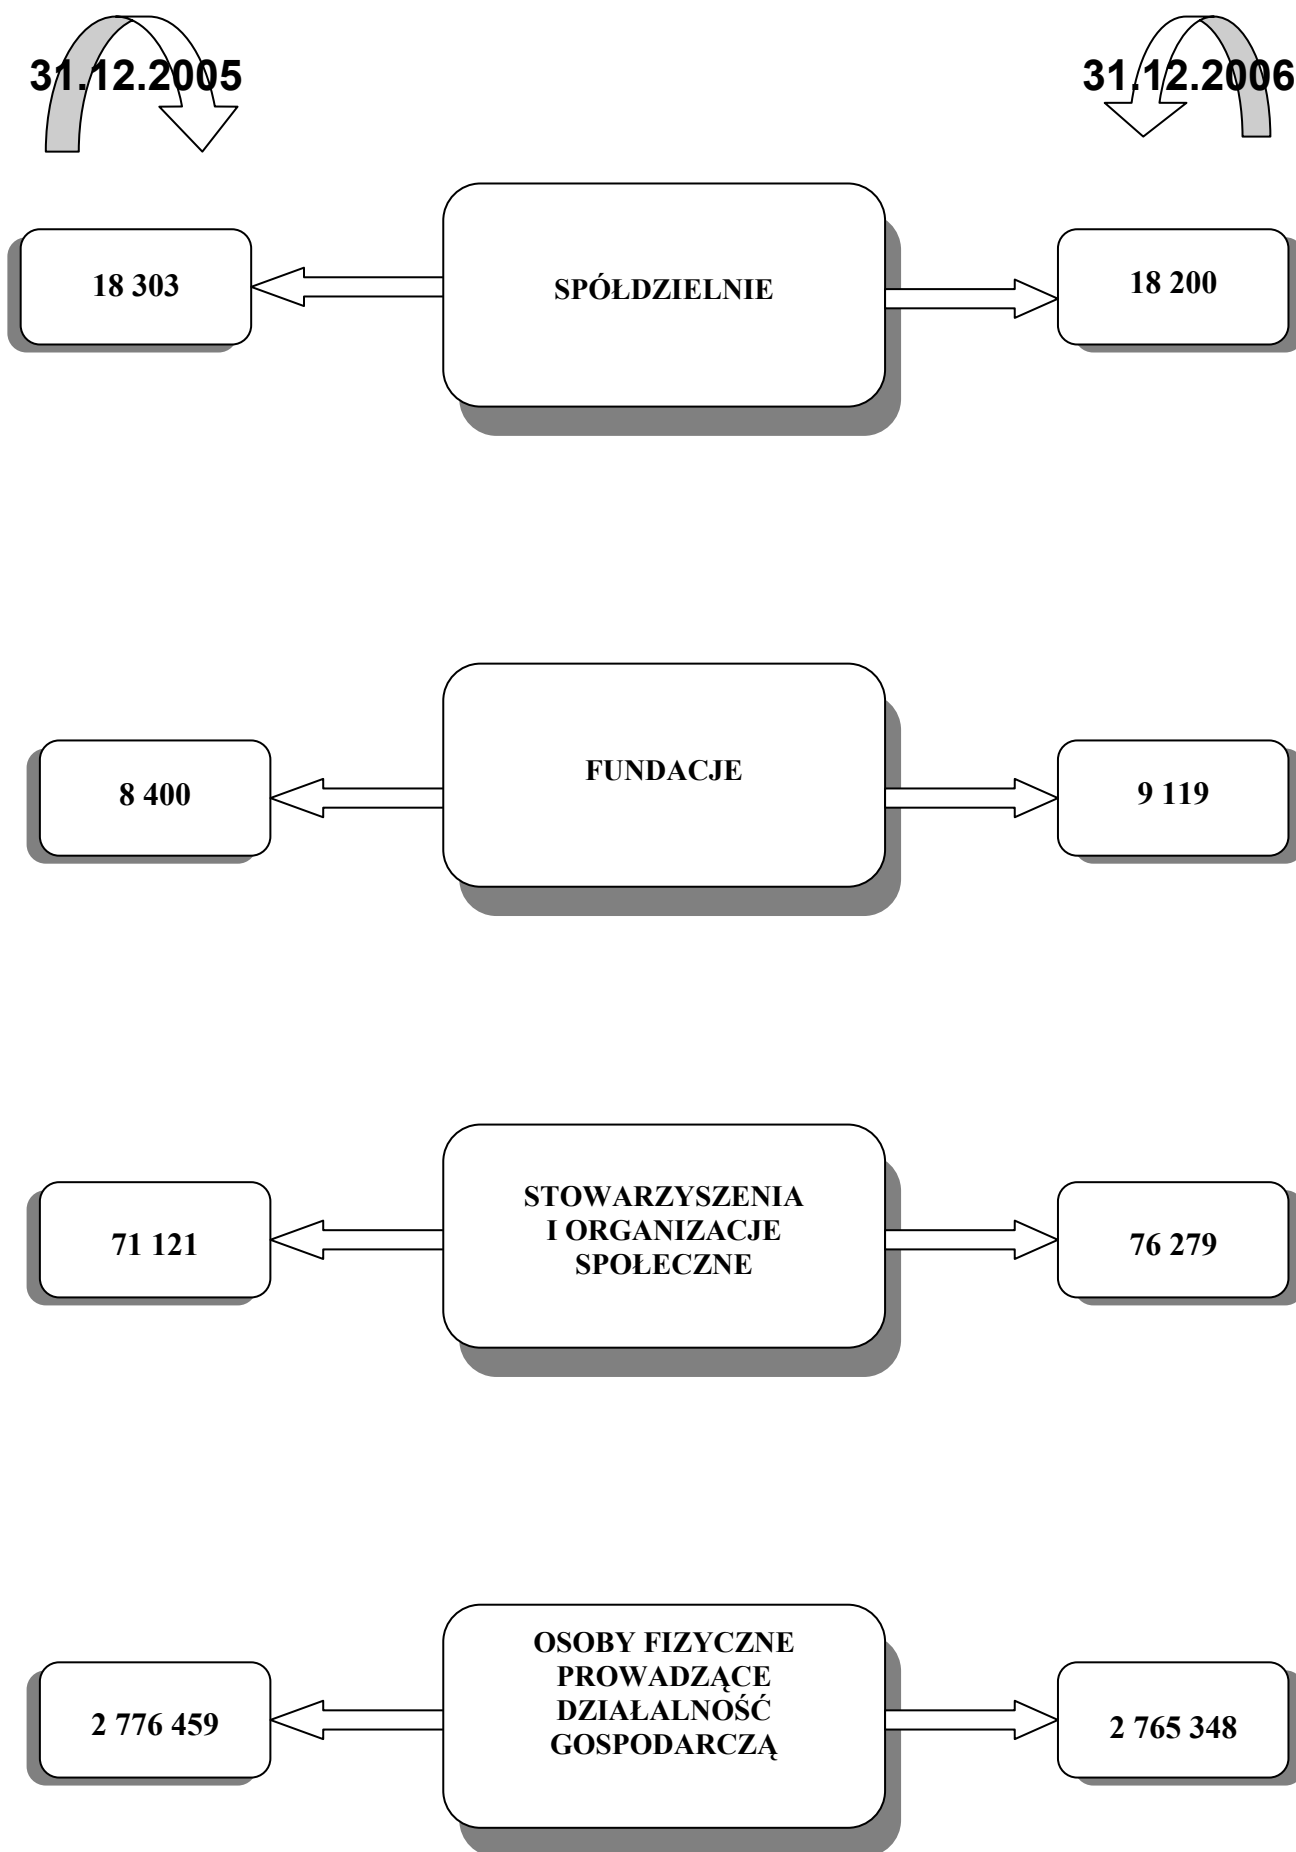 31.12.2005
31.12.2006
18 303
SPÓŁDZIELNIE
18 200
8 400
FUNDACJE
9 119
71 121
STOWARZYSZENIA
I ORGANIZACJE
SPOŁECZNE
76 279
2 776 459
OSOBY FIZYCZNE
PROWADZĄCE
DZIAŁALNOŚĆ
GOSPODARCZĄ
2 765 348